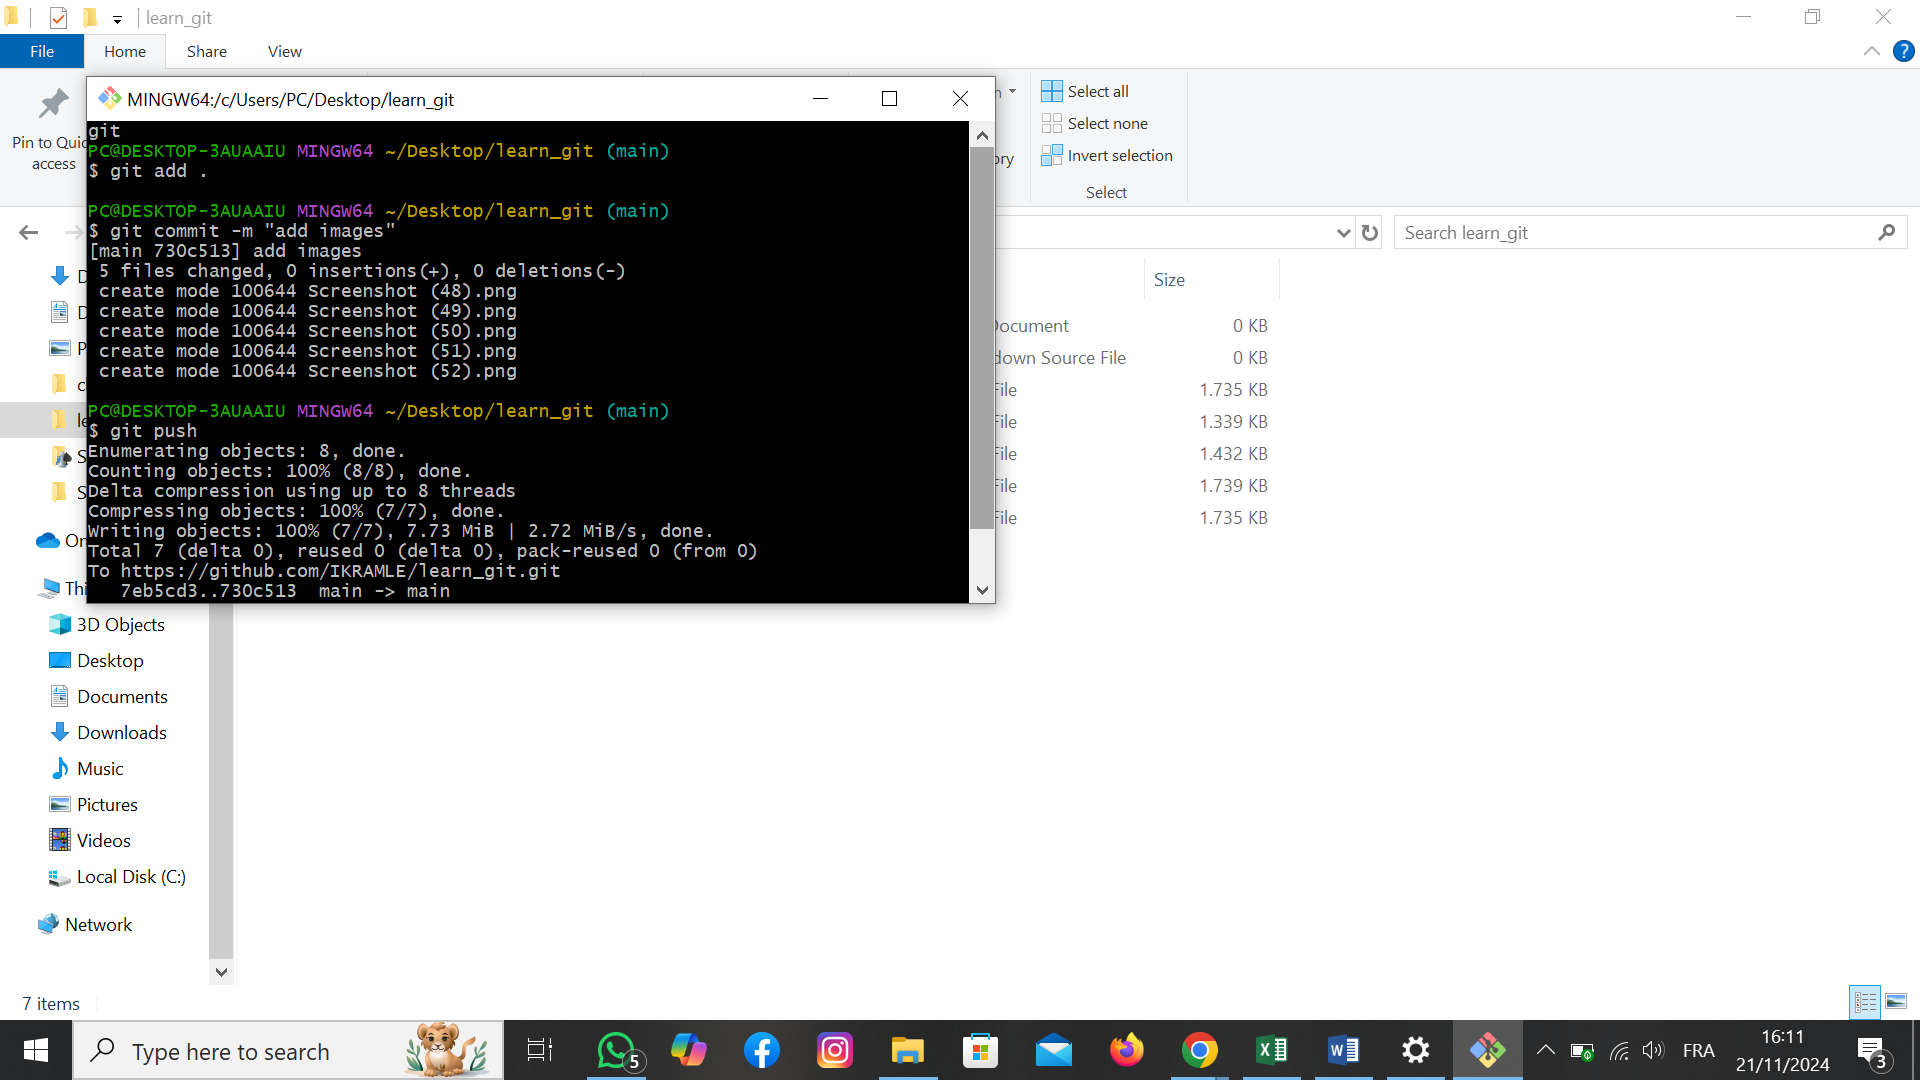 learn_git
File Home Share View
Pin to Quic
access
Select all
Select none
Invert selection
Select
MINGW64:/c/Users/PC/Desktop/learn_git
git
PC@DESKTOP-3AUAAIU MINGW64 ~/Desktop/learn_git (main)
$ git add .
PC@DESKTOP-3AUAAIU MINGW64 ~/Desktop/learn_git (main)
$ git commit -m "add images"
[main 730c513] add images
5 files changed, 0 insertions(+), 0 deletions(-)
create mode 100644 Screenshot (48).png
create mode 100644 Screenshot (49).png
create mode 100644 Screenshot (50).png
create mode 100644 Screenshot (51).png
create mode 100644 Screenshot (52).png
PC@DESKTOP-3AUAAIU MINGW64 ~/Desktop/learn_git (main)
$ git push
Enumerating objects: 8, done.
Counting objects: 100% (8/8), done.
Delta compression using up to 8 threads
Compressing objects: 100% (7/7), done.
Writing objects: 100% (7/7), 7.73 MiB | 2.72 MiB/s, done.
Total 7 (delta 0), reused 0 (delta 0), pack-reused 0 (from 0)
To https://github.com/IKRAMLE/learn_git.git
7eb5cd3..730c513 main -> main
Search learn_git
Size
Document 0 KB
down Source File 0 KB
File 1.735 KB
File 1.339 KB
File 1.432 KB
File 1.739 KB
File 1.735 KB
3D Objects
Desktop
Documents
Downloads
Music
Pictures
Videos
Local Disk (C:)
Network
7 items
Type here to search
5
FRA
16:11
21/11/2024
3